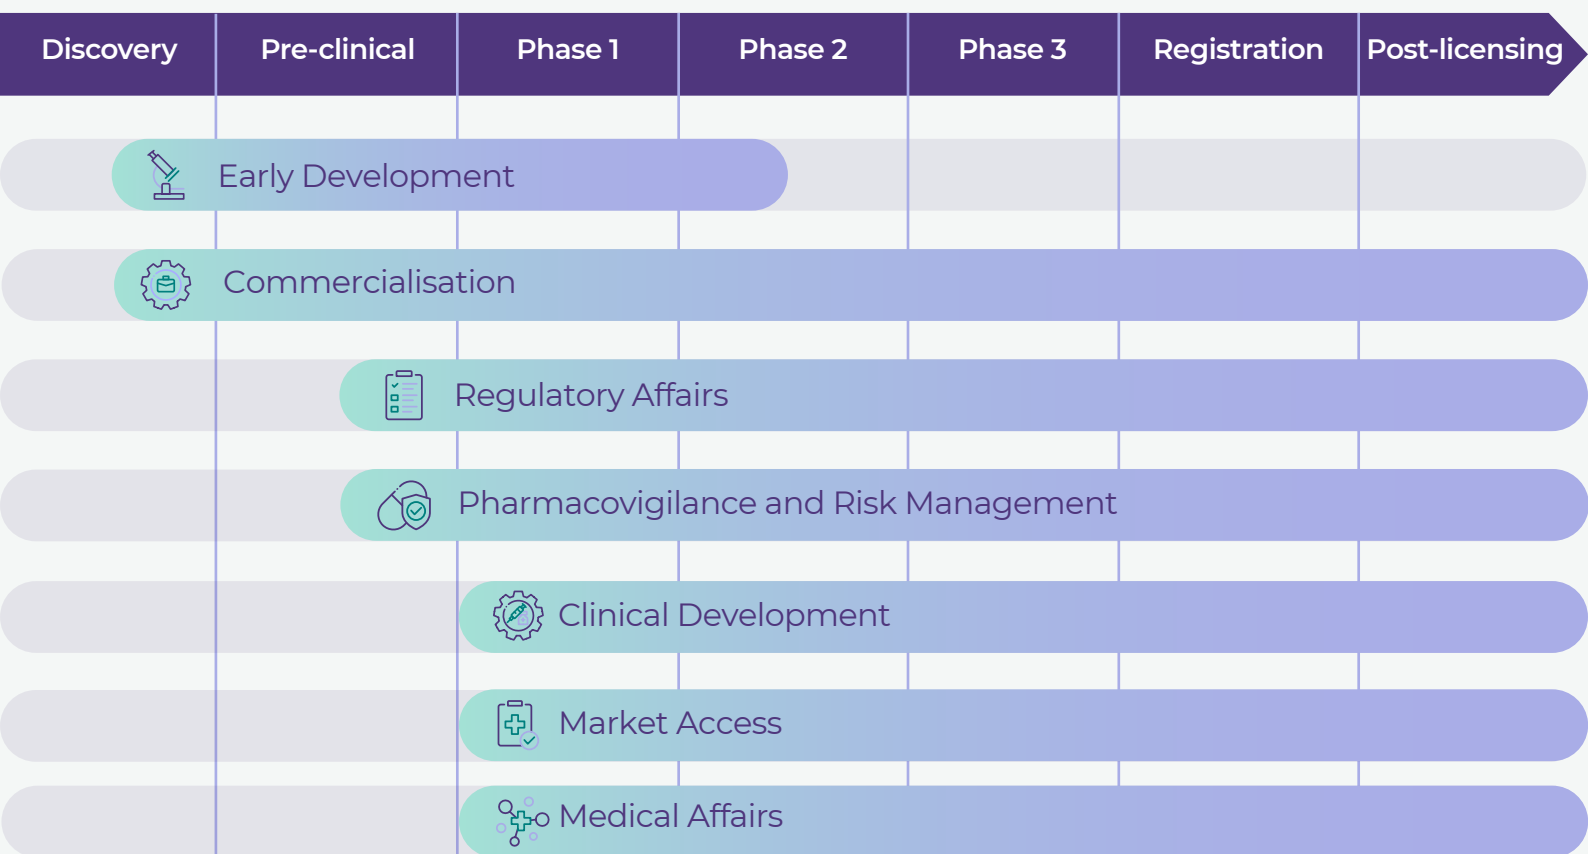 Discovery
Pre-clinical
Phase 1
Phase 2
Phase 3
Registration
Post-licensing
Early Development
Commercialisation
Regulatory Affairs
Pharmacovigilance and Risk Management
Clinical Development
Market Access
Medical Affairs